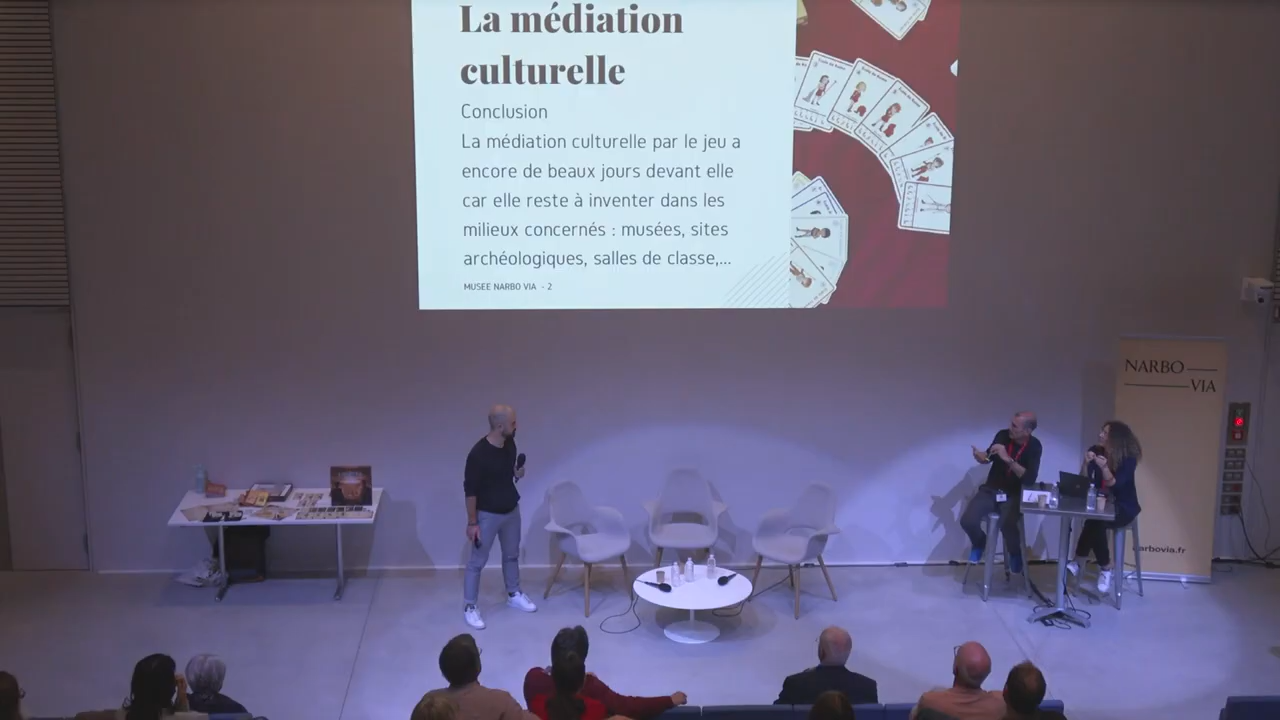 La médiation
culturelle
Conclusion
La médiation culturelle par le jeu a
encore de beaux jours devant elle
car elle reste à inventer dans les
milieux concernés : musées, sites
archéologiques, salles de classe,...
MUSEE NARBO VIA - 2
NARBO
VIA
narbovia.fr